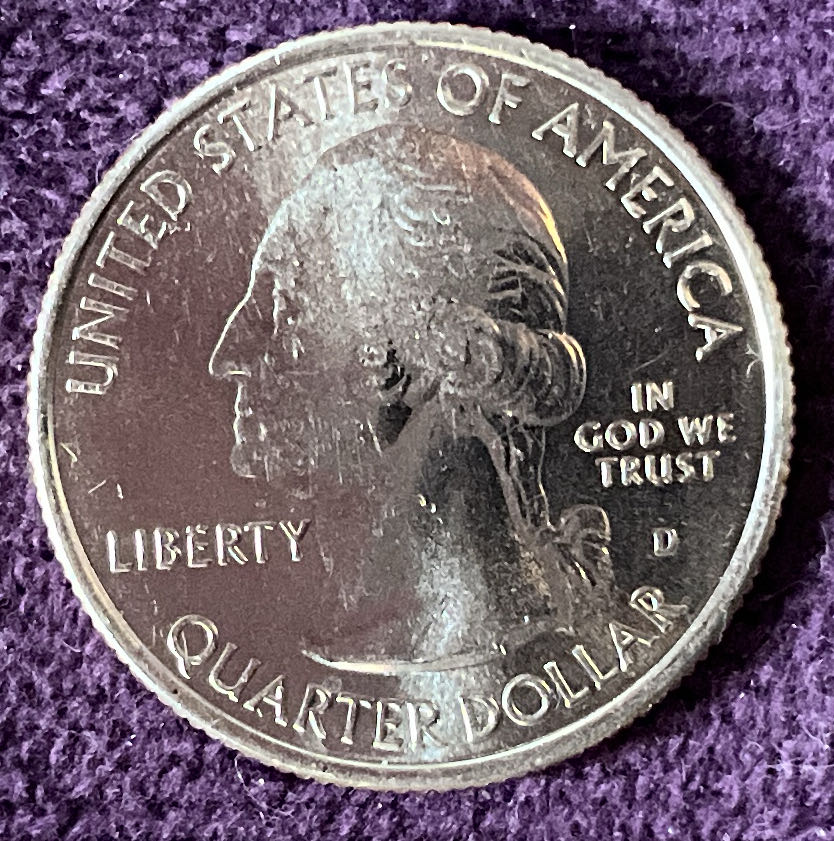 UNITED STATES OF AMERICA
IN
GOD WE
TRUST
LIBERTY
D
QUARTER DOLLAR